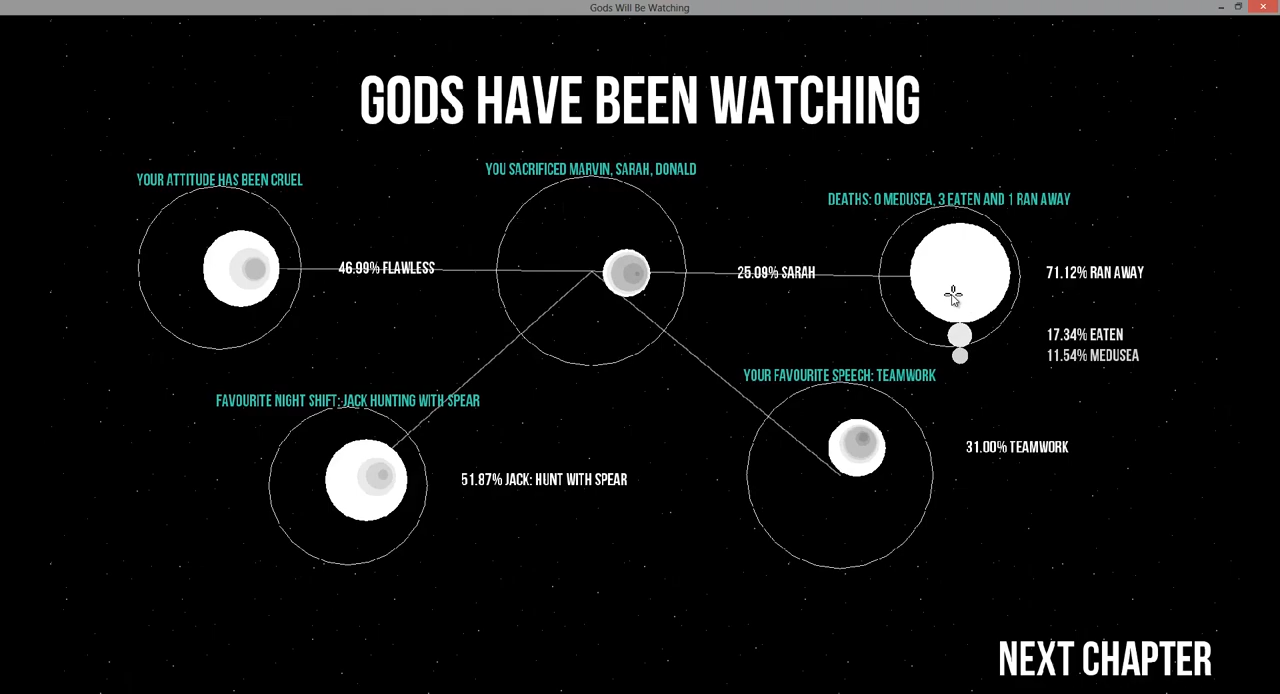 Gods Will Be Watching
GODS HAVE BEEN WATCHING
YOUR ATTITUDE HAS BEEN CRUEL
46.99% FLAWLESS
YOU SACRIFICED MARVIN, SARAH, DONALD
25.09% SARAH
DEATHS: 0 MEDUSEA, 3 EATEN AND 1 RAN AWAY
71.12% RAN AWAY
17.34% EATEN
11.54% MEDUSEA
FAVOURITE NIGHT SHIFT: JACK HUNTING WITH SPEAR
51.87% JACK: HUNT WITH SPEAR
YOUR FAVOURITE SPEECH: TEAMWORK
31.00% TEAMWORK
NEXT CHAPTER